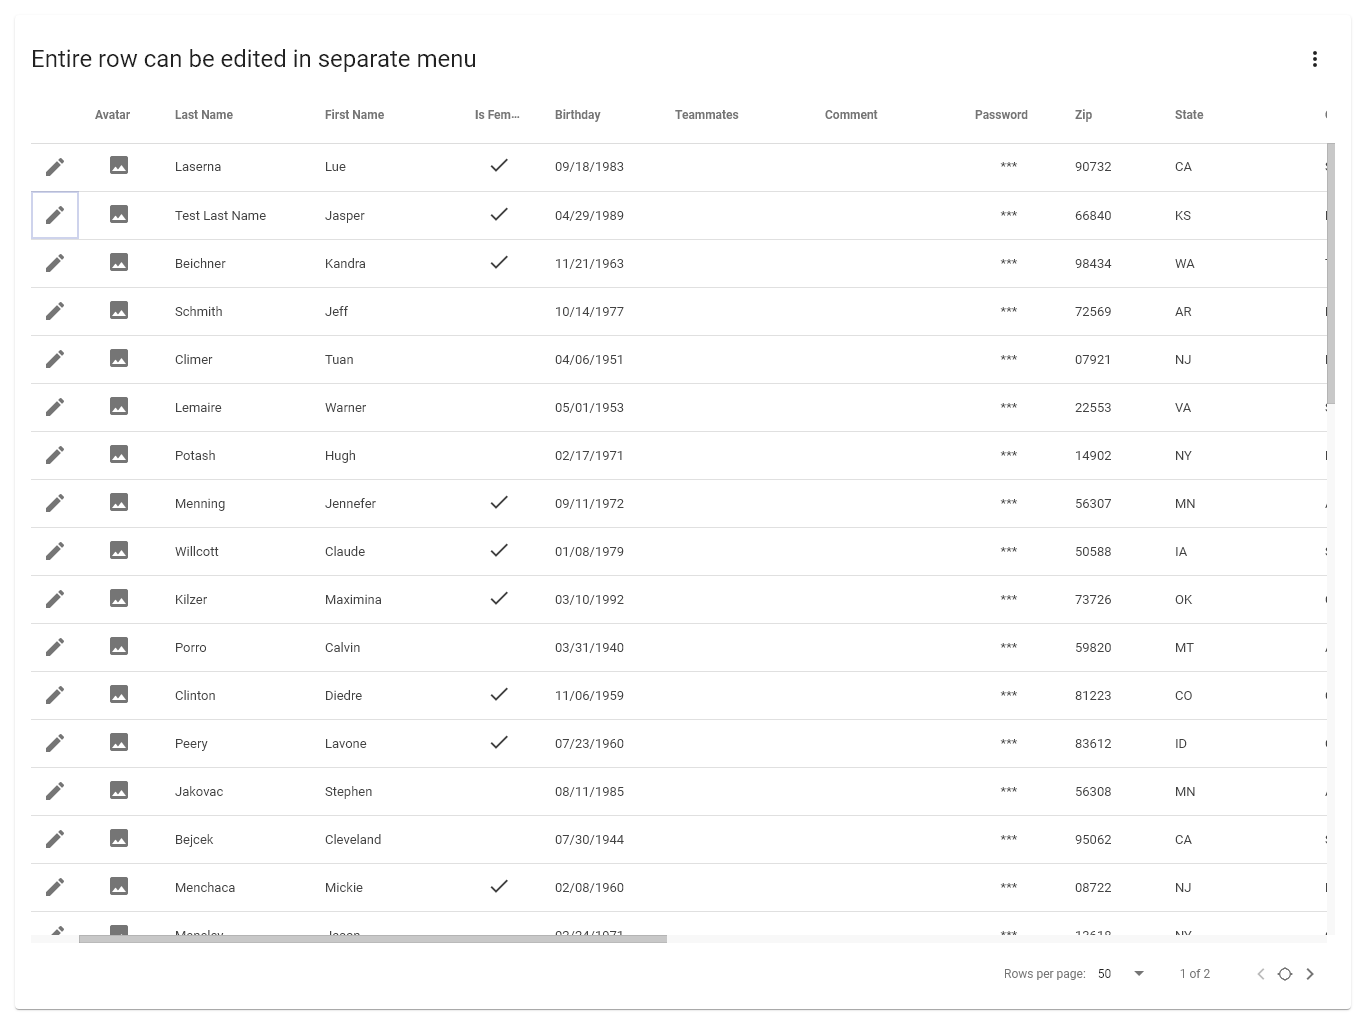 Entire row can be edited in separate menu
Avatar Last Name First Name Is Fem... Birthday Teammates Comment Password Zip State
Laserna Lue 09/18/1983 *** 90732 CA
Test Last Name Jasper 04/29/1989 *** 66840 KS
Beichner Kandra 11/21/1963 *** 98434 WA
Schmith Jeff 10/14/1977 *** 72569 AR
Climer Tuan 04/06/1951 *** 07921 NJ
Lemaire Warner 05/01/1953 *** 22553 VA
Potash Hugh 02/17/1971 *** 14902 NY
Menning Jennefer 09/11/1972 *** 56307 MN
Willcott Claude 01/08/1979 *** 50588 IA
Kilzer Maximina 03/10/1992 *** 73726 OK
Porro Calvin 03/31/1940 *** 59820 MT
Clinton Diedre 11/06/1959 *** 81223 CO
Peery Lavone 07/23/1960 *** 83612 ID
Jakovac Stephen 08/11/1985 *** 56308 MN
Bejcek Cleveland 07/30/1944 *** 95062 CA
Menchaca Mickie 02/08/1960 *** 08722 NJ
Rows per page: 50 1 of 2